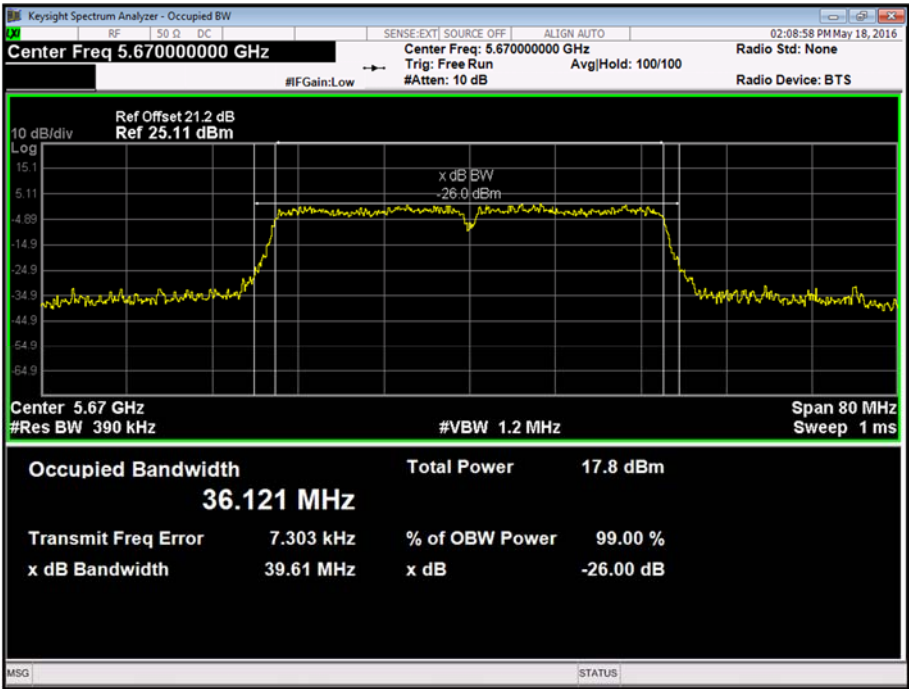 Keysight Spectrum Analyzer - Occupied BW
LXI RF 50 Ω DC SENSE:EXT SOURCE OFF ALIGN AUTO 02:08:58 PM May 18, 2016
Center Freq 5.670000000 GHz
Center Freq: 5.670000000 GHz
Radio Std: None
Trig: Free Run Avg|Hold: 100/100
#IFGain:Low #Atten: 10 dB Radio Device: BTS
Ref Offset 21.2 dB
10 dB/div Ref 25.11 dBm
Log
15.1
5.11
-4.89
-14.9
-24.9
-34.9
-44.9
-54.9
-64.9
x dB BW
-26.0 dBm
Center 5.67 GHz Span 80 MHz
#Res BW 390 kHz #VBW 1.2 MHz Sweep 1 ms
Occupied Bandwidth Total Power 17.8 dBm
36.121 MHz
Transmit Freq Error 7.303 kHz % of OBW Power 99.00 %
x dB Bandwidth 39.61 MHz x dB -26.00 dB
MSG STATUS